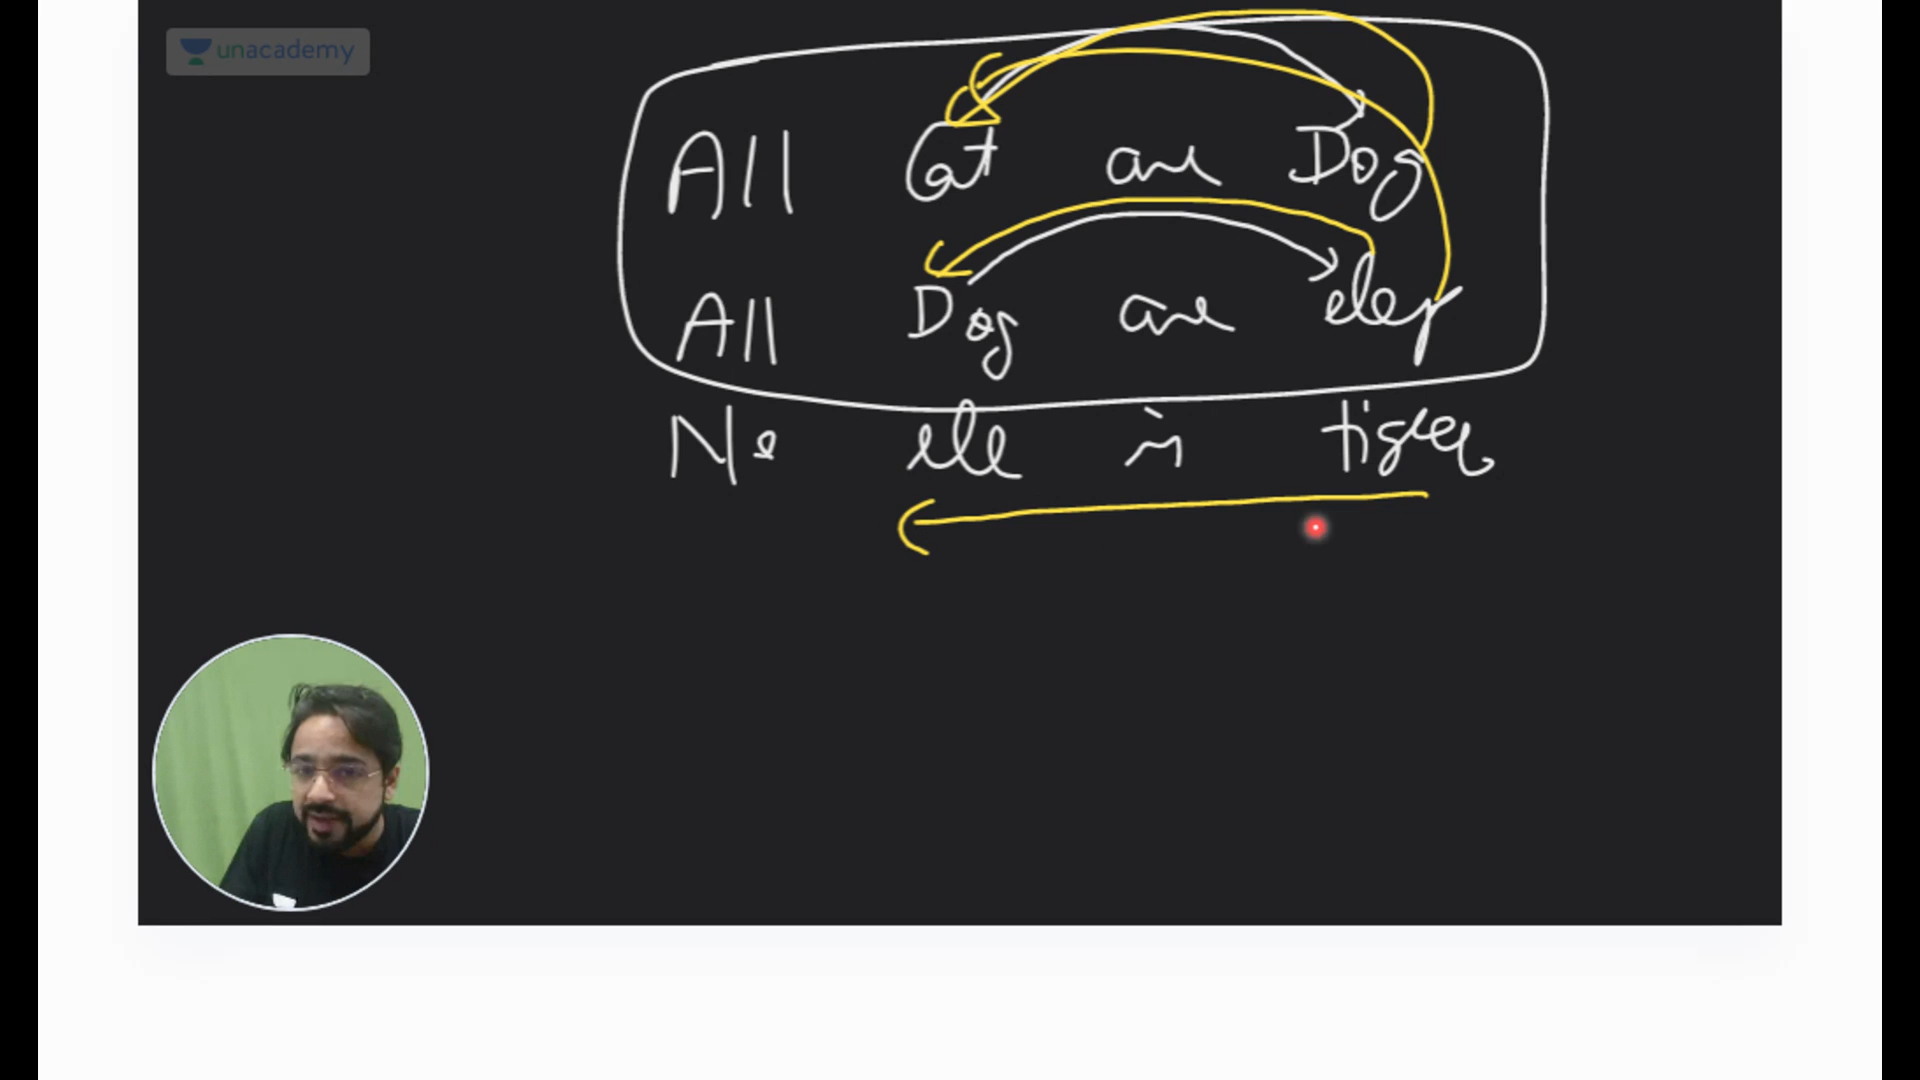 unacademy
All Cat are Dog
All Dog are elep
No ele is tiger